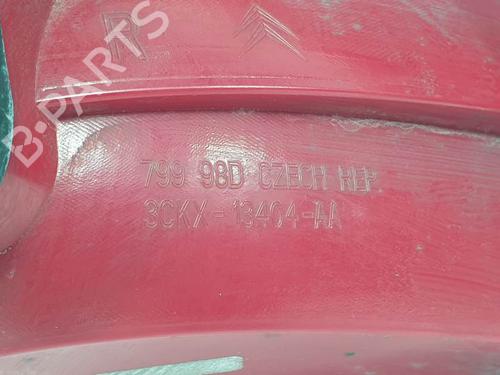 R
B-PARTS
799 98D CZECH REP.
3CKX-13404-AA